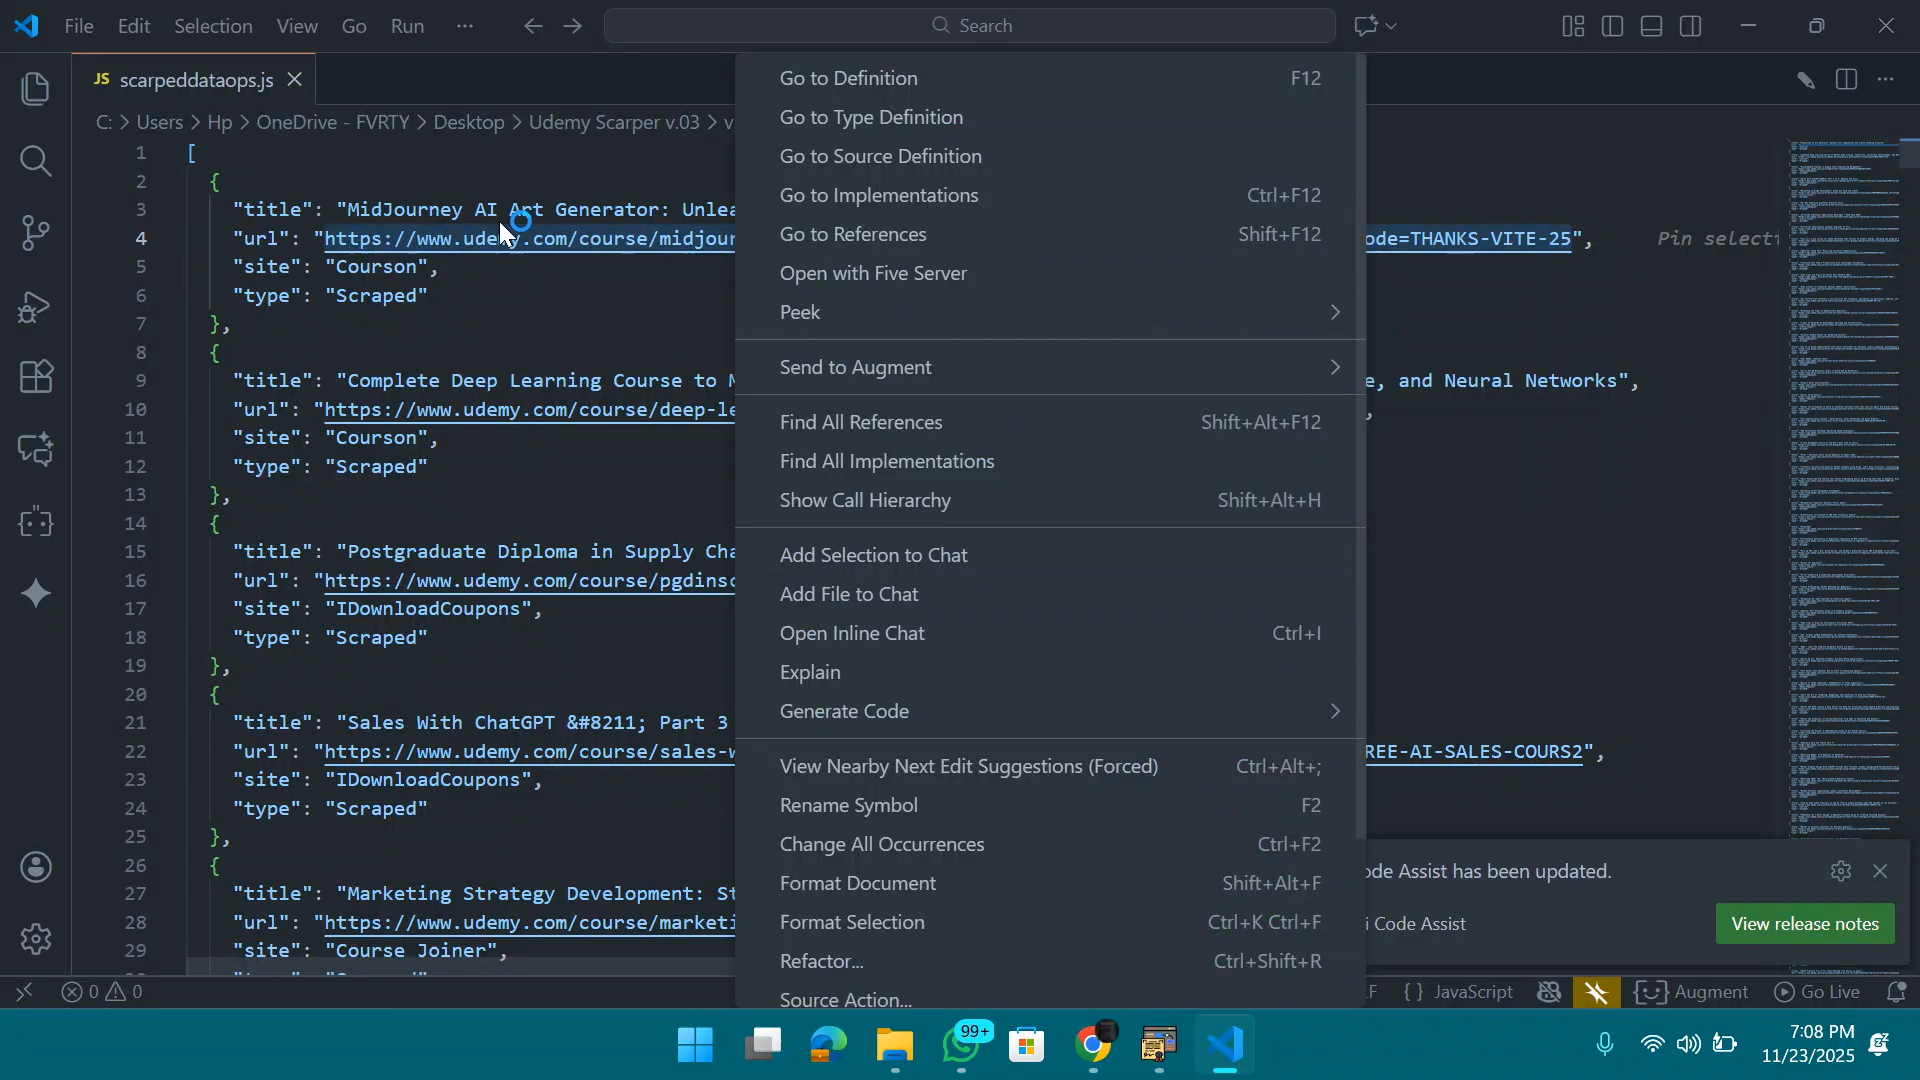 File Edit Selection View Go Run ··· Search
JS scarpeddataops.js
C: > Users > Hp > OneDrive - FVRTY > Desktop > Udemy Scarper v.03 > v
1 [
2 {
3 "title": "MidJourney AI Art Generator: Unlea
4 "url": "https://www.udemy.com/course/midjour ode=THANKS-VITE-25", Pin select
5 "site": "Courson",
6 "type": "Scraped"
7 },
8 {
9 "title": "Complete Deep Learning Course to M e, and Neural Networks",
10 "url": "https://www.udemy.com/course/deep-le ,
11 "site": "Courson",
12 "type": "Scraped"
13 },
14 {
15 "title": "Postgraduate Diploma in Supply Cha
16 "url": "https://www.udemy.com/course/pgdinsc
17 "site": "IDownloadCoupons",
18 "type": "Scraped"
19 },
20 {
21 "title": "Sales With ChatGPT &#8211; Part 3
22 "url": "https://www.udemy.com/course/sales-w REE-AI-SALES-COURS2",
23 "site": "IDownloadCoupons",
24 "type": "Scraped"
25 },
26 {
27 "title": "Marketing Strategy Development: St
28 "url": "https://www.udemy.com/course/marketi
29 "site": "Course Joiner",
Go to Definition F12
Go to Type Definition
Go to Source Definition
Go to Implementations Ctrl+F12
Go to References Shift+F12
Open with Five Server
Peek
Send to Augment
Find All References Shift+Alt+F12
Find All Implementations
Show Call Hierarchy Shift+Alt+H
Add Selection to Chat
Add File to Chat
Open Inline Chat Ctrl+I
Explain
Generate Code
View Nearby Next Edit Suggestions (Forced) Ctrl+Alt+;
Rename Symbol F2
Change All Occurrences Ctrl+F2
Format Document Shift+Alt+F
Format Selection Ctrl+K Ctrl+F
Refactor... Ctrl+Shift+R
Source Action...
ode Assist has been updated.
i Code Assist View release notes
0 0 LF {} JavaScript Augment Go Live
99+
7:08 PM
11/23/2025